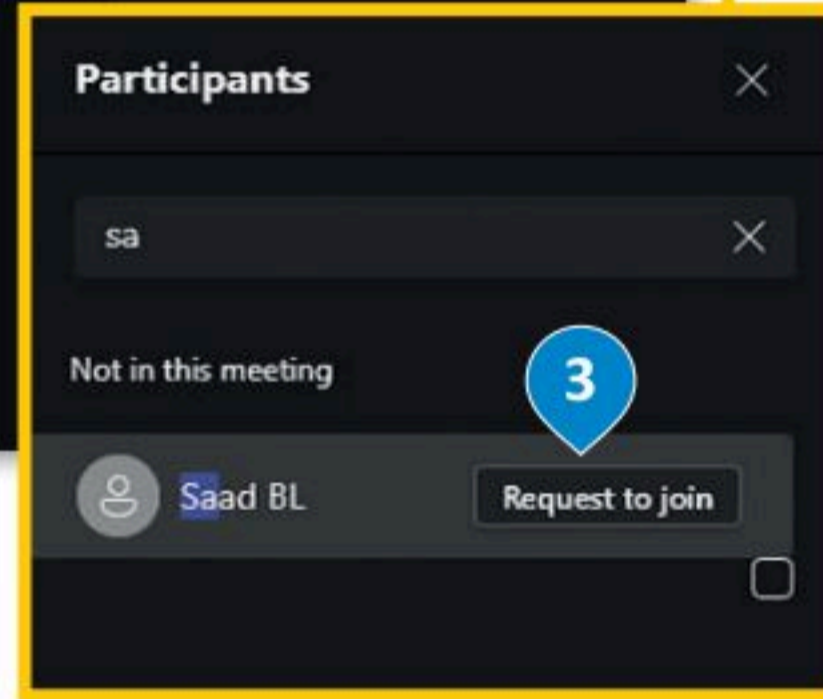 Participants
sa
Not in this meeting
3
Saad BL
Request to join